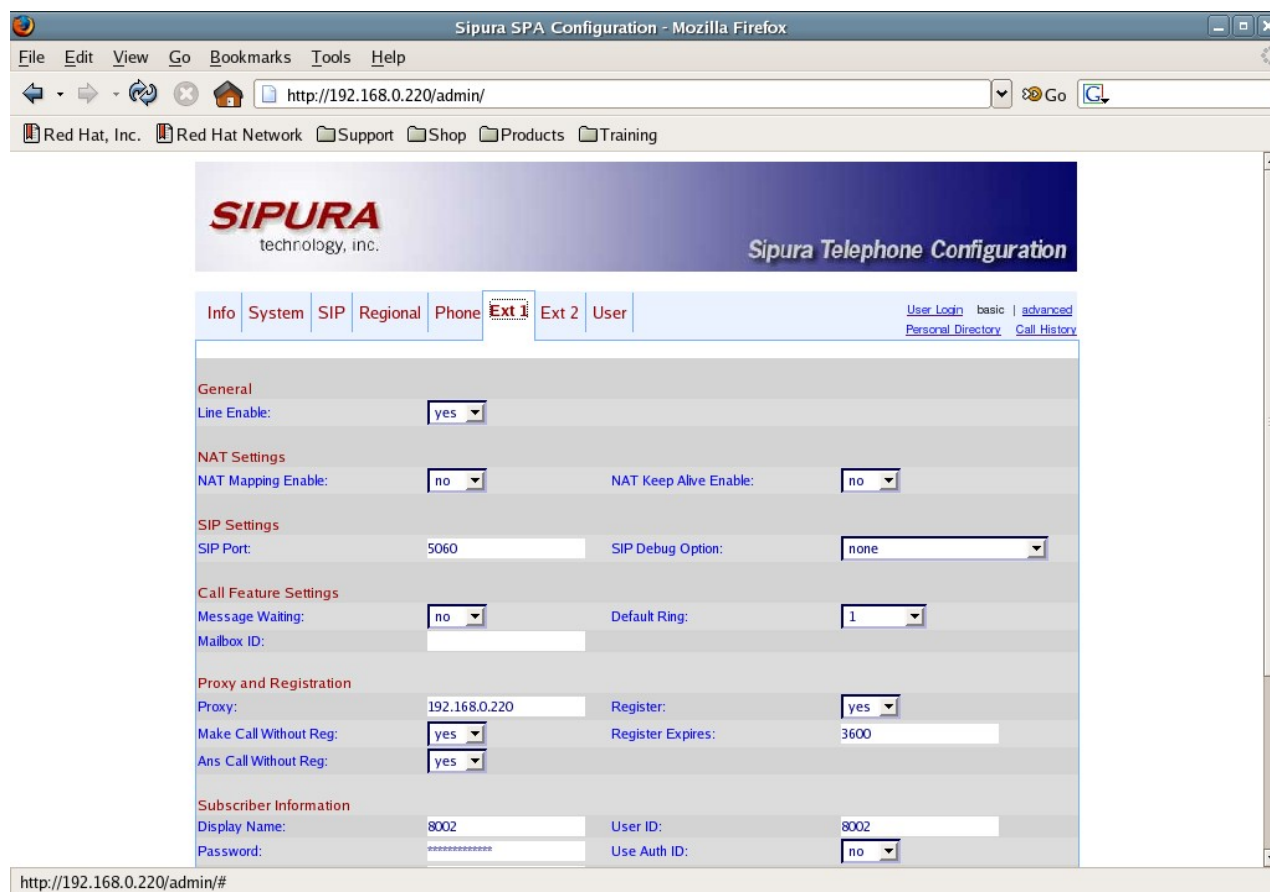 Sipura SPA Configuration - Mozilla Firefox
File Edit View Go Bookmarks Tools Help
http://192.168.0.220/admin/ Go G
Red Hat, Inc. Red Hat Network Support Shop Products Training
SIPURA
technology, inc.
Sipura Telephone Configuration
Info System SIP Regional Phone Ext 1 Ext 2 User
User Login basic | advanced
Personal Directory Call History
General
Line Enable: yes
NAT Settings
NAT Mapping Enable: no NAT Keep Alive Enable: no
SIP Settings
SIP Port: 5060 SIP Debug Option: none
Call Feature Settings
Message Waiting: no Default Ring: 1
Mailbox ID:
Proxy and Registration
Proxy: 192.168.0.220 Register: yes
Make Call Without Reg: yes Register Expires: 3600
Ans Call Without Reg: yes
Subscriber Information
Display Name: 8002 User ID: 8002
Password: ************* Use Auth ID: no
http://192.168.0.220/admin/#